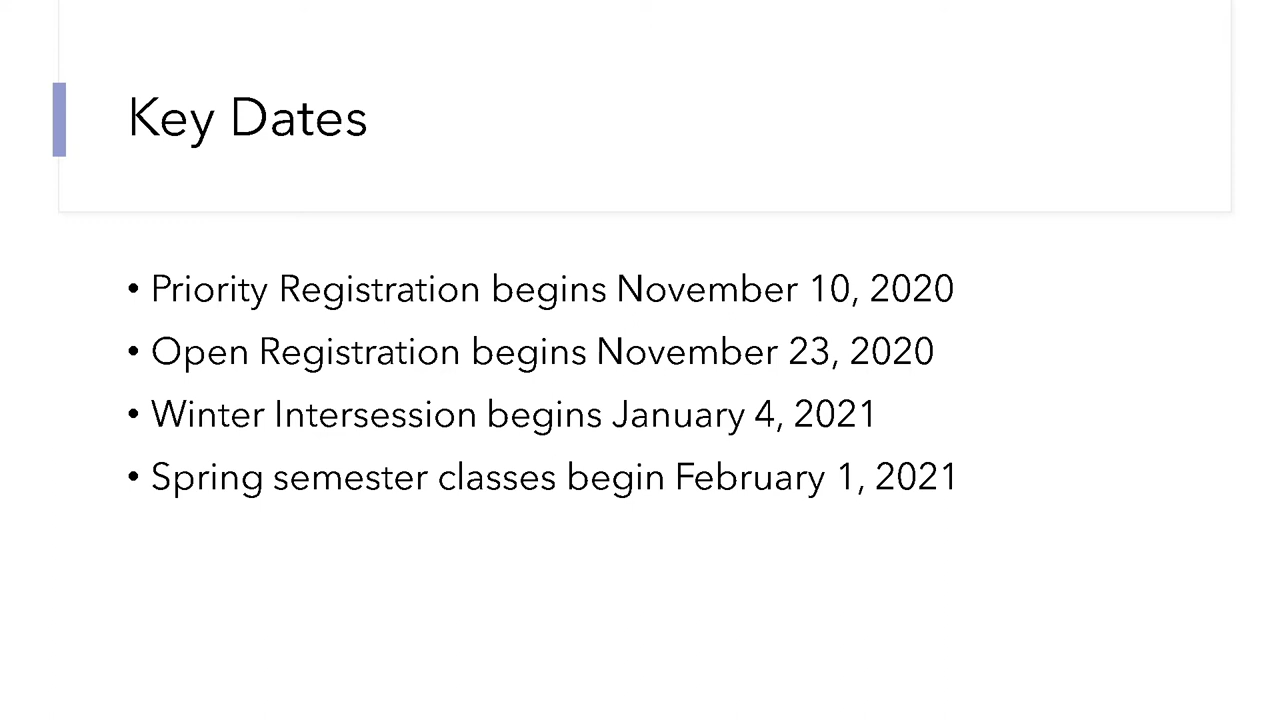 Key Dates
• Priority Registration begins November 10, 2020
• Open Registration begins November 23, 2020
• Winter Intersession begins January 4, 2021
• Spring semester classes begin February 1, 2021